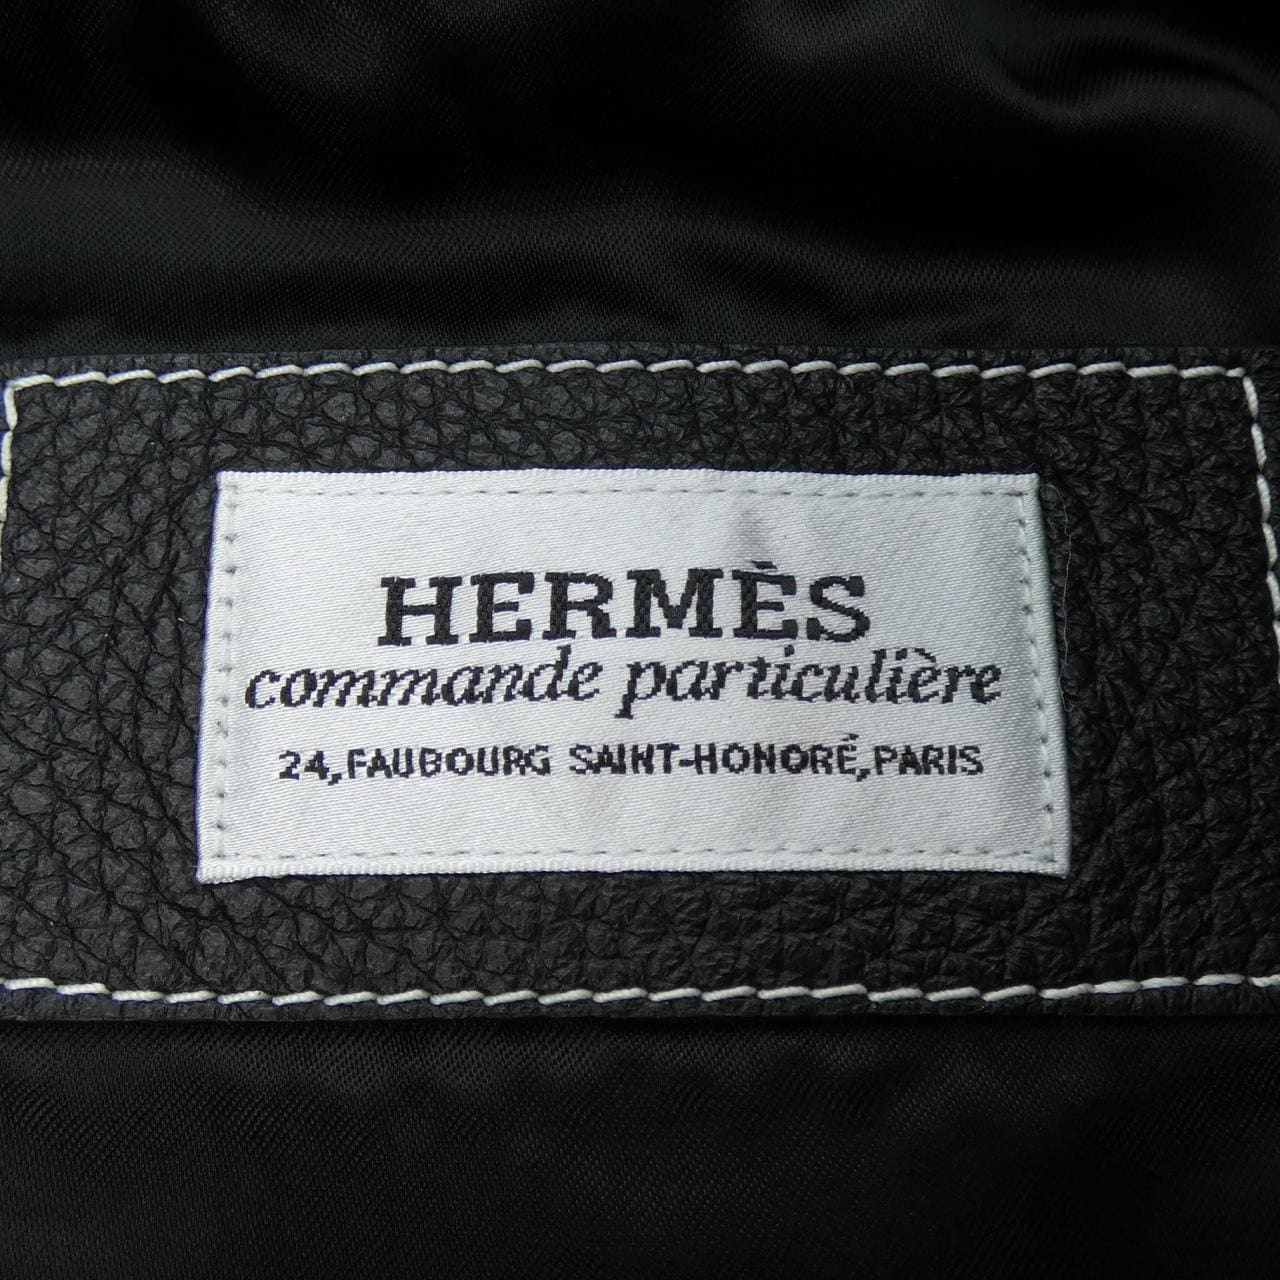 HERMÈS
commande particulière
24,FAUBOURG SAINT-HONORÉ,PARIS